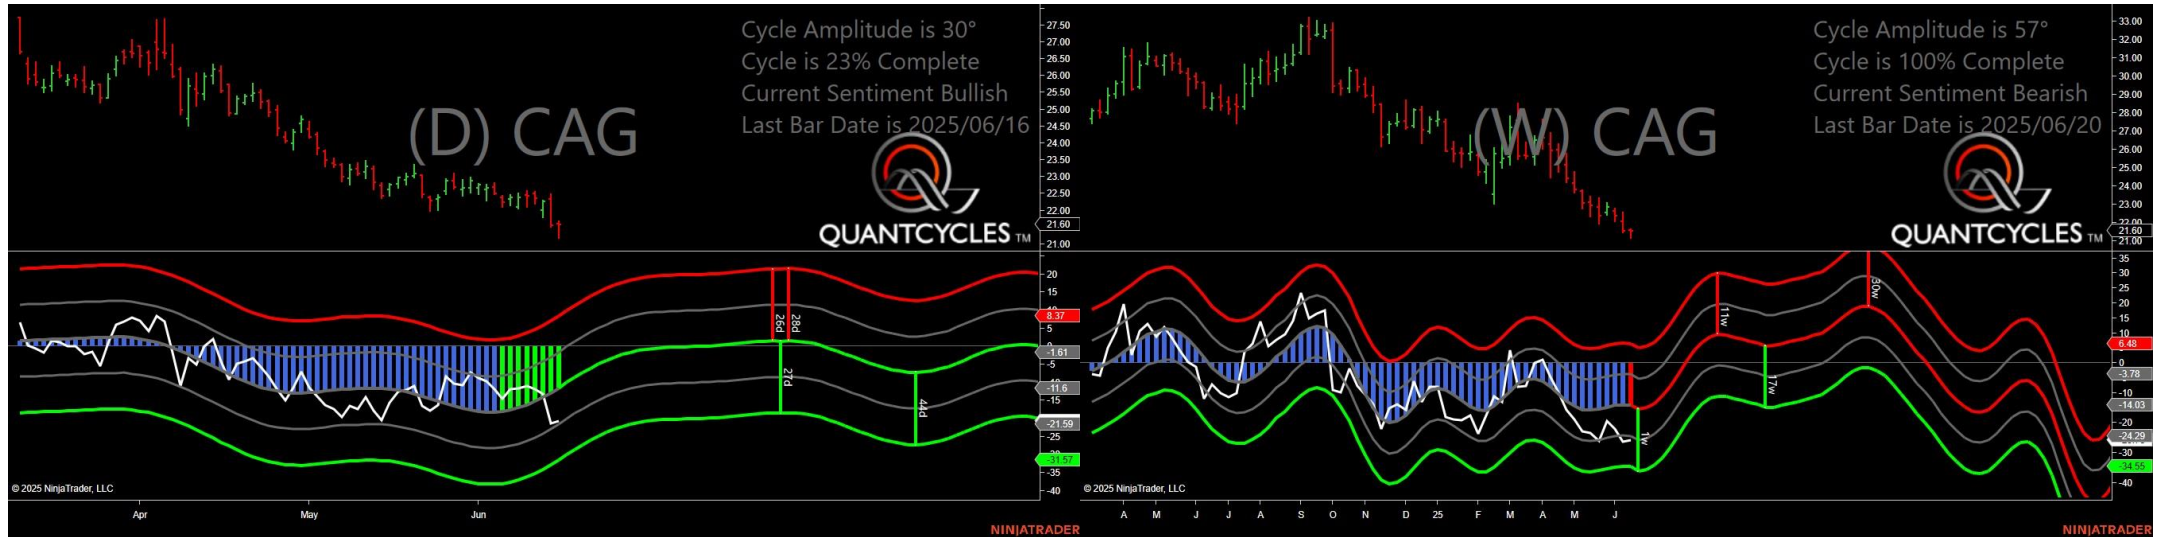 Cycle Amplitude is 30°
Cycle is 23% Complete
Current Sentiment Bullish
Last Bar Date is 2025/06/16
(D) CAG
QUANTCYCLES TM
27.50
27.00
26.50
26.00
25.50
25.00
24.50
24.00
23.50
23.00
22.50
22.00
21.60
21.00
20
15
8.37
5
-1.61
-5
-11.6
-15
-21.59
-25
-31.57
-35
-40
26d
28d
27d
44d
© 2025 NinjaTrader, LLC
Apr
May
Jun
NINJATRADER
Cycle Amplitude is 57°
Cycle is 100% Complete
Current Sentiment Bearish
Last Bar Date is 2025/06/20
(W) CAG
QUANTCYCLES TM
33.00
32.00
31.00
30.00
29.00
28.00
27.00
26.00
25.00
24.00
23.00
22.00
21.60
21.00
35
30
25
20
15
10
6.48
0
-3.78
-10
-14.03
-20
-24.29
-30
-34.55
-40
11w
30w
17w
1w
© 2025 NinjaTrader, LLC
A M J J A S O N D 25 F M A M J
NINJATRADER